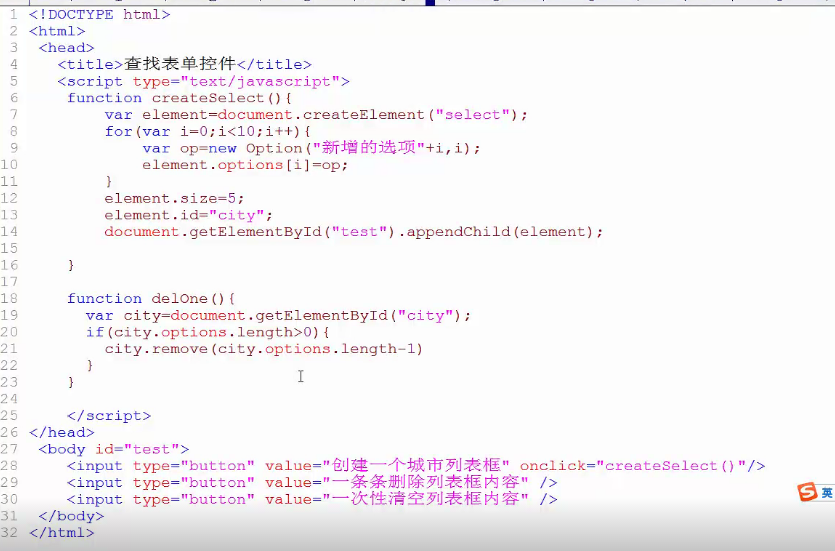 1 <!DOCTYPE html>
2 <html>
3 <head>
4 <title>查找表单控件</title>
5 <script type="text/javascript">
6 function createSelect(){
7 var element=document.createElement("select");
8 for(var i=0;i<10;i++){
9 var op=new Option("新增的选项"+i,i);
10 element.options[i]=op;
11 }
12 element.size=5;
13 element.id="city";
14 document.getElementById("test").appendChild(element);
15
16 }
17
18 function delOne(){
19 var city=document.getElementById("city");
20 if(city.options.length>0){
21 city.remove(city.options.length-1)
22 }
23 }
24
25 </script>
26 </head>
27 <body id="test">
28 <input type="button" value="创建一个城市列表框" onclick="createSelect()"/>
29 <input type="button" value="一条条删除列表框内容" />
30 <input type="button" value="一次性清空列表框内容" />
31 </body>
32 </html>
S 英